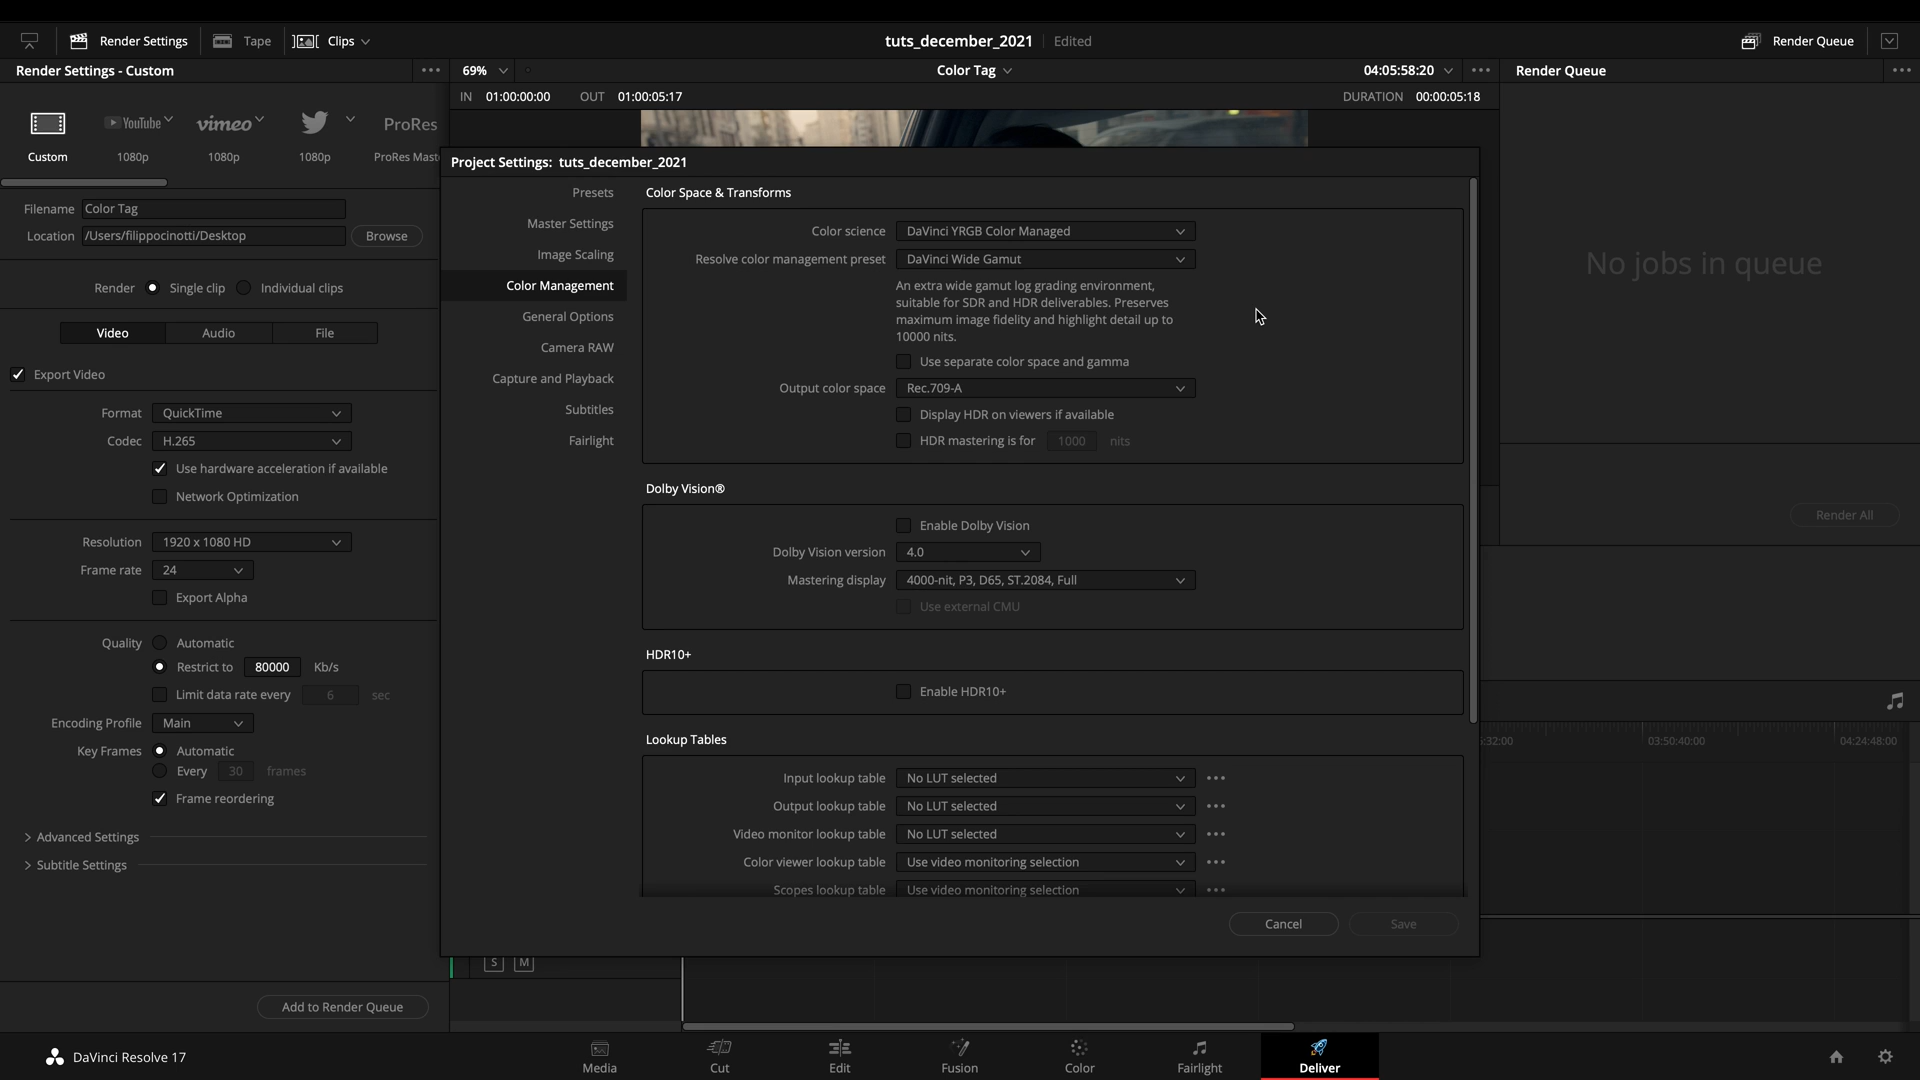 Render Settings
Tape
Clips
tuts_december_2021
Edited
Render Queue
Render Settings - Custom
69%
Color Tag
04:05:58:20
Render Queue
IN 01:00:00:00 OUT 01:00:05:17
DURATION 00:00:05:18
YouTube
vimeo
ProRes
Custom
1080p
1080p
1080p
ProRes Mast
Filename Color Tag
Location /Users/filippocinotti/Desktop
Browse
Render Single clip Individual clips
Video Audio File
Export Video
Format QuickTime
Codec H.265
Use hardware acceleration if available
Network Optimization
Resolution 1920 x 1080 HD
Frame rate 24
Export Alpha
Quality Automatic
Restrict to 80000 Kb/s
Limit data rate every 6 sec
Encoding Profile Main
Key Frames Automatic
Every 30 frames
Frame reordering
Advanced Settings
Subtitle Settings
Add to Render Queue
Project Settings: tuts_december_2021
Presets
Master Settings
Image Scaling
Color Management
General Options
Camera RAW
Capture and Playback
Subtitles
Fairlight
Color Space & Transforms
Color science DaVinci YRGB Color Managed
Resolve color management preset DaVinci Wide Gamut
An extra wide gamut log grading environment,
suitable for SDR and HDR deliverables. Preserves
maximum image fidelity and highlight detail up to
10000 nits.
Use separate color space and gamma
Output color space Rec.709-A
Display HDR on viewers if available
HDR mastering is for 1000 nits
Dolby Vision®
Enable Dolby Vision
Dolby Vision version 4.0
Mastering display 4000-nit, P3, D65, ST.2084, Full
Use external CMU
HDR10+
Enable HDR10+
Lookup Tables
Input lookup table No LUT selected
Output lookup table No LUT selected
Video monitor lookup table No LUT selected
Color viewer lookup table Use video monitoring selection
Scopes lookup table Use video monitoring selection
Cancel
Save
No jobs in queue
Render All
:32:00
03:50:40:00
04:24:48:00
S M
DaVinci Resolve 17
Media
Cut
Edit
Fusion
Color
Fairlight
Deliver